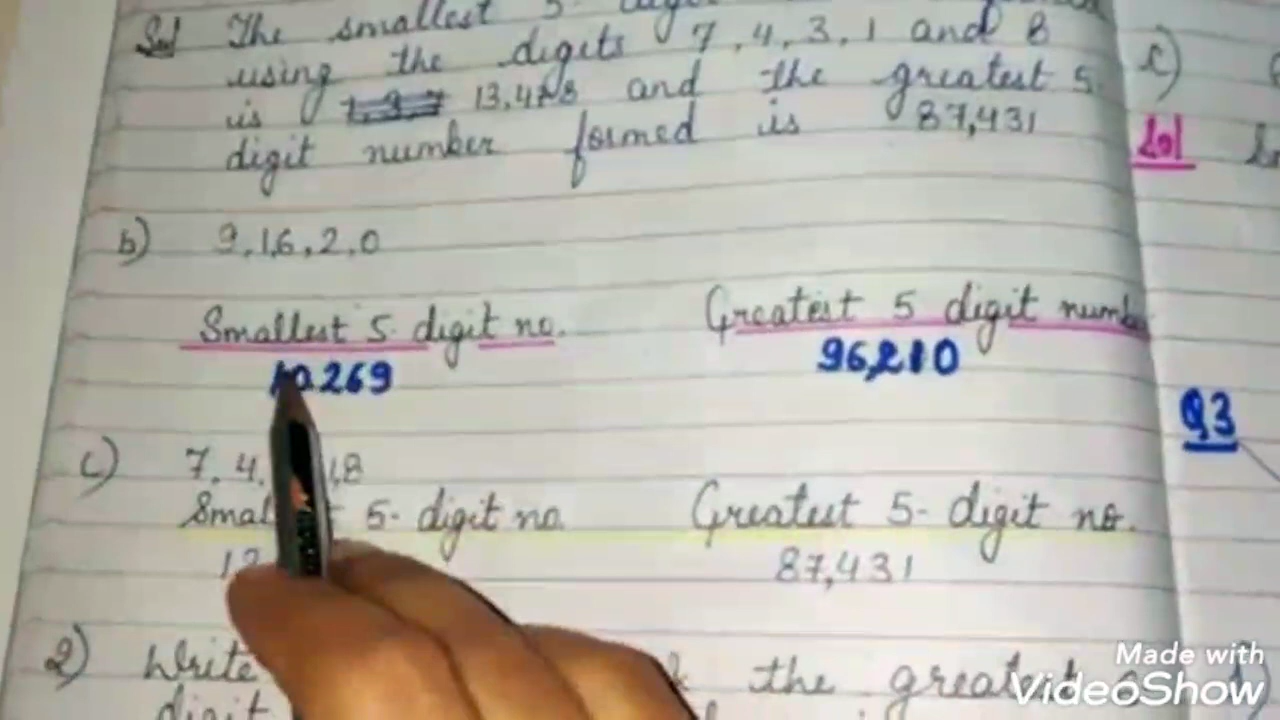 Sol The smallest 5
using the digits 7, 4, 3, 1 and 8
is 13,478 and the greatest 5
digit number formed is 87,431
b) 9,1,6,2,0
Smallest 5 digit no. Greatest 5 digit number
10269 96,210
c) 7, 4, 1,8
5- digit no Greatest 5- digit no.
87,431
2) Write the greatest
digit
c)
Sol
Q3
Made with
VideoShow